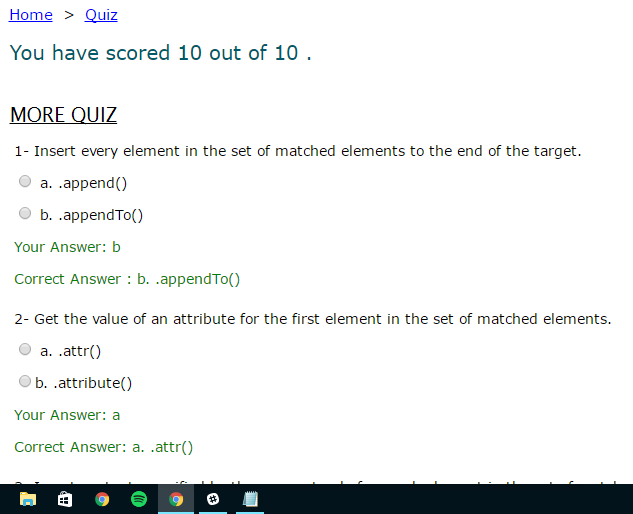 Home > Quiz
You have scored 10 out of 10 .
MORE QUIZ
1- Insert every element in the set of matched elements to the end of the target.
a. .append()
b. .appendTo()
Your Answer: b
Correct Answer : b. .appendTo()
2- Get the value of an attribute for the first element in the set of matched elements.
a. .attr()
b. .attribute()
Your Answer: a
Correct Answer: a. .attr()